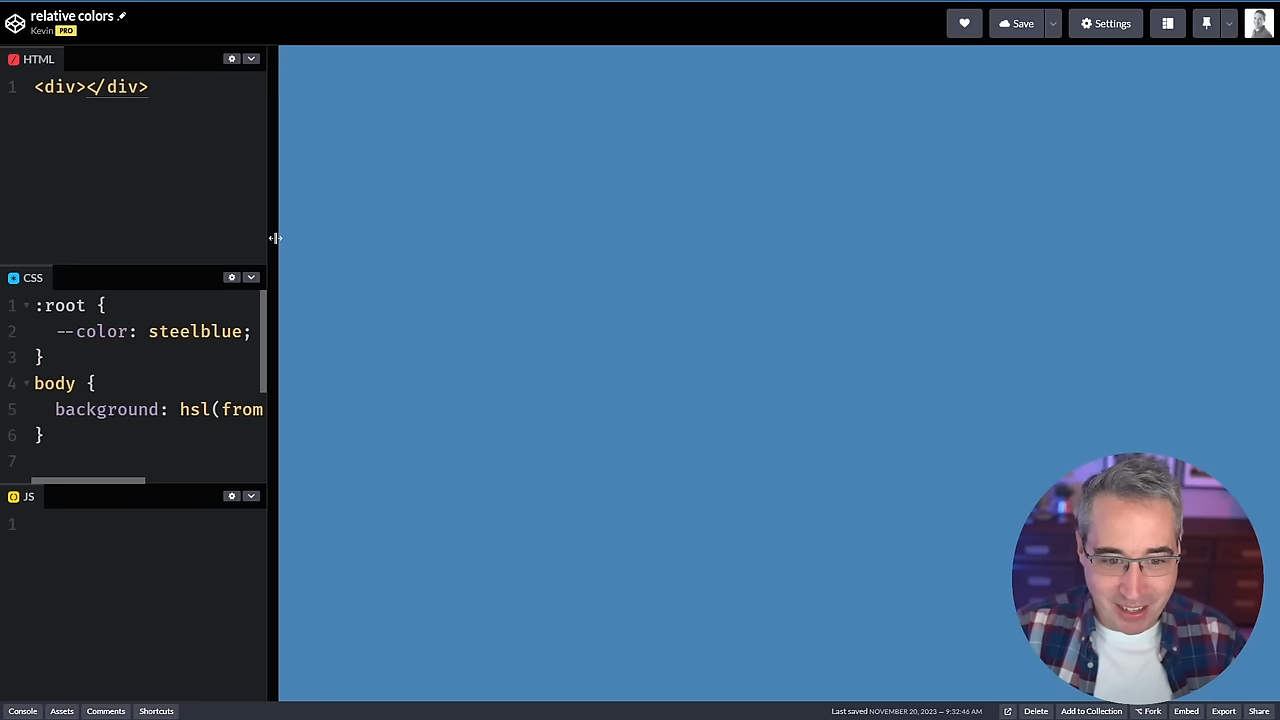 relative colors
Kevin PRO
Save
Settings
HTML
1 <div></div>
CSS
1 :root {
2 --color: steelblue;
3 }
4 body {
5 background: hsl(from
6 }
7
JS
1
Console Assets Comments Shortcuts
Last saved NOVEMBER 20, 2023 — 9:32:46 AM Delete Add to Collection Fork Embed Export Share